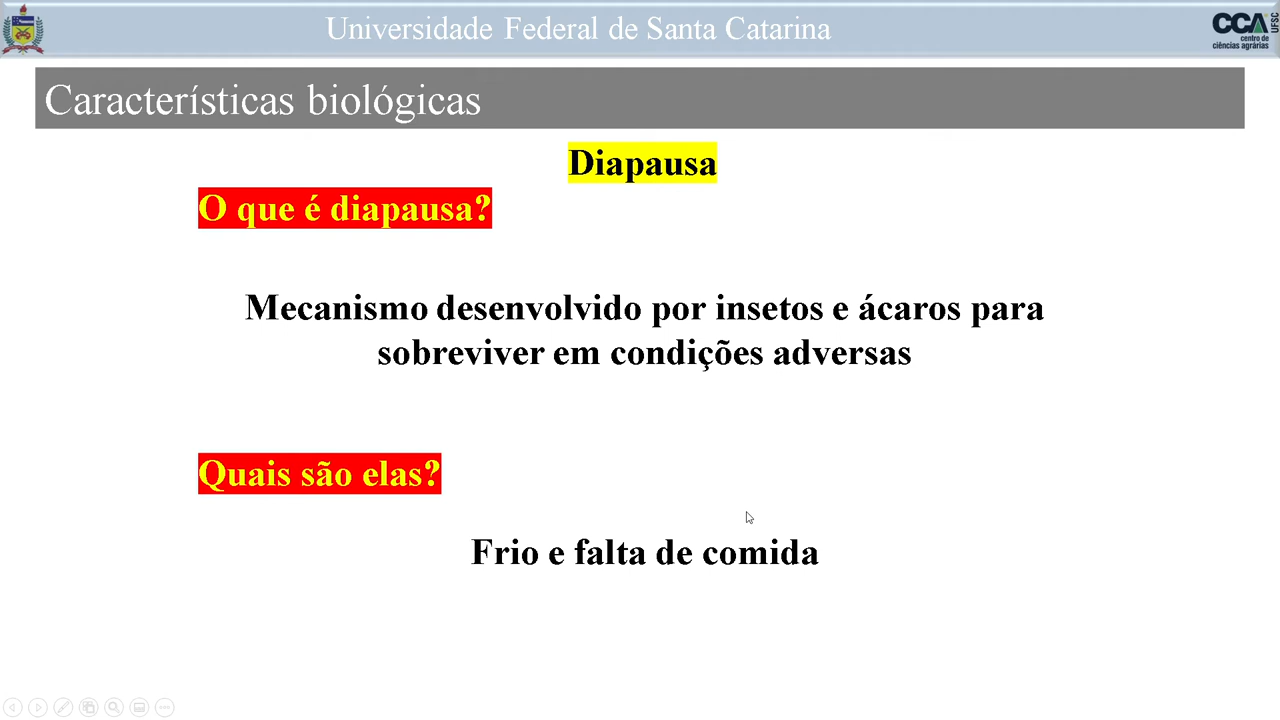 Universidade Federal de Santa Catarina
CCA
UFSC
centro de
ciências agrárias
Características biológicas
Diapausa
O que é diapausa?
Mecanismo desenvolvido por insetos e ácaros para
sobreviver em condições adversas
Quais são elas?
Frio e falta de comida